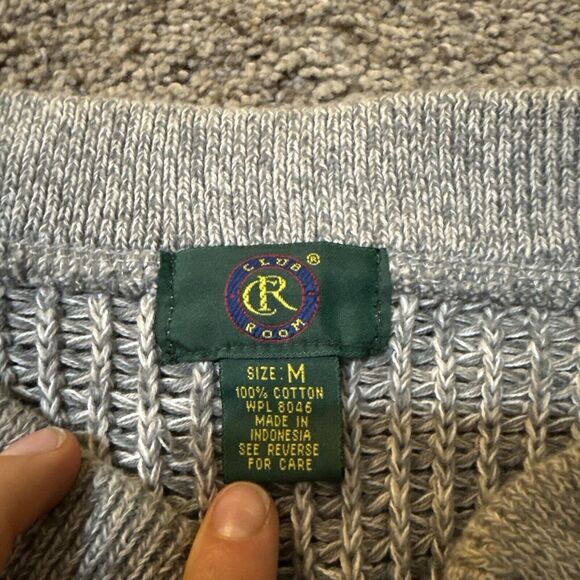 CLUB ®
CR
ROOM
SIZE: M
100% COTTON
WPL 8046
MADE IN
INDONESIA
SEE REVERSE
FOR CARE